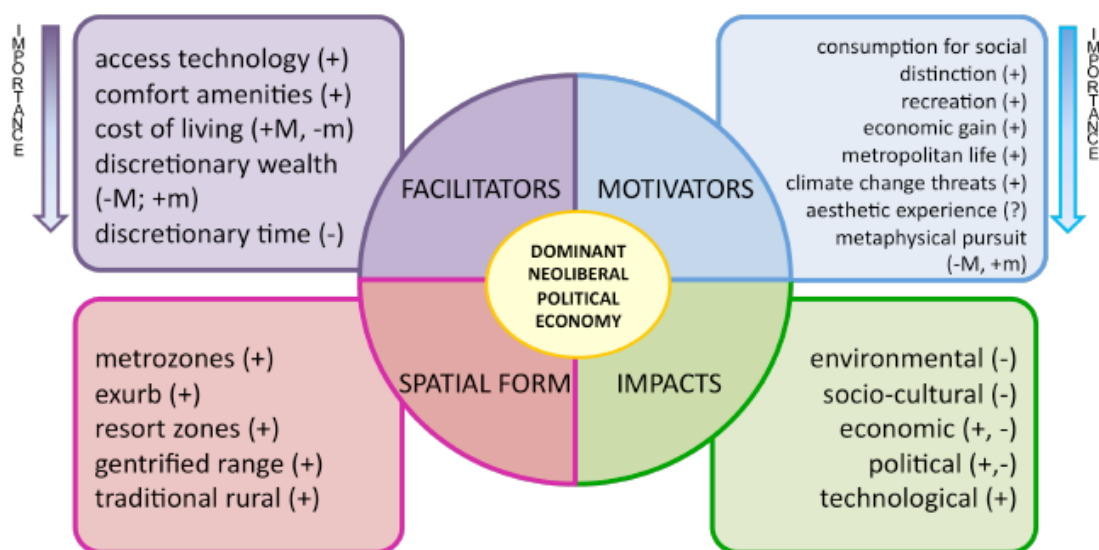 IMPORTANCE
access technology (+)
comfort amenities (+)
cost of living (+M, -m)
discretionary wealth
(-M; +m)
discretionary time (-)
consumption for social
distinction (+)
recreation (+)
economic gain (+)
metropolitan life (+)
climate change threats (+)
aesthetic experience (?)
metaphysical pursuit
(-M, +m)
IMPORTANCE
FACILITATORS
MOTIVATORS
DOMINANT
NEOLIBERAL
POLITICAL
ECONOMY
SPATIAL FORM
IMPACTS
metrozones (+)
exurb (+)
resort zones (+)
gentrified range (+)
traditional rural (+)
environmental (-)
socio-cultural (-)
economic (+, -)
political (+,-)
technological (+)